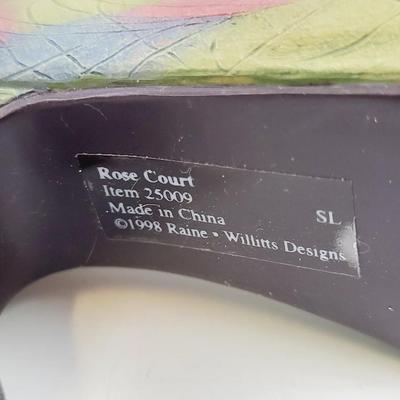 Rose Court
Item 25009
Made in China SL
©1998 Raine • Willitts Designs